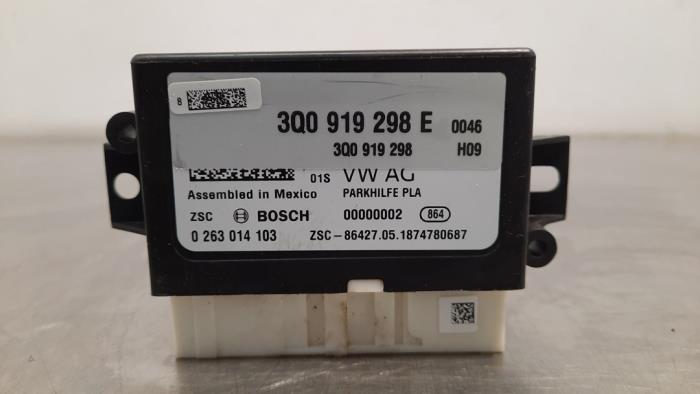 8
3Q0 919 298 E 0046
3Q0 919 298 H09
01S VW AG
Assembled in Mexico PARKHILFE PLA
ZSC BOSCH 00000002 864
0 263 014 103 ZSC-86427.05.1874780687